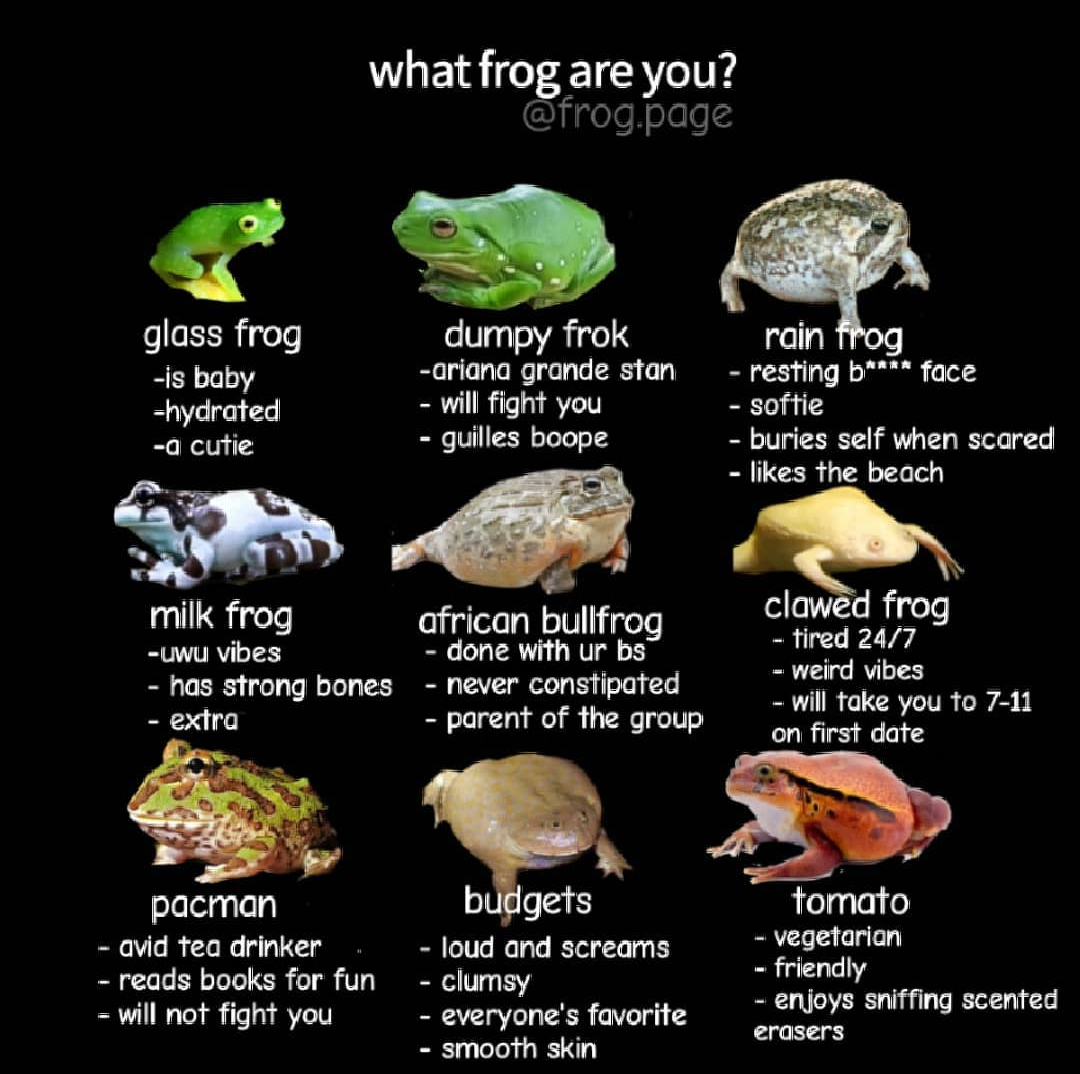 what frog are you?
@frog.page
glass frog
-is baby
-hydrated
-a cutie
dumpy frok
-ariana grande stan
- will fight you
- guilles boope
rain frog
- resting b**** face
- softie
- buries self when scared
- likes the beach
milk frog
-uwu vibes
- has strong bones
- extra
african bullfrog
- done with ur bs
- never constipated
- parent of the group
clawed frog
- tired 24/7
- weird vibes
- will take you to 7-11
on first date
pacman
- avid tea drinker
- reads books for fun
- will not fight you
budgets
- loud and screams
- clumsy
- everyone's favorite
- smooth skin
tomato
- vegetarian
- friendly
- enjoys sniffing scented
erasers